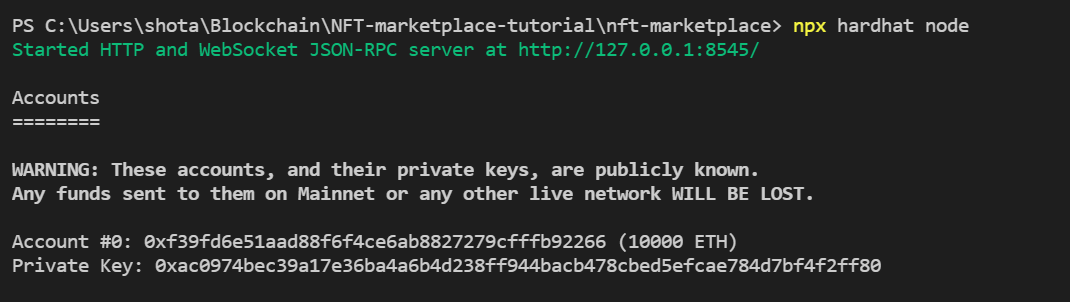 PS C:\Users\shota\Blockchain\NFT-marketplace-tutorial\nft-marketplace> npx hardhat node
Started HTTP and WebSocket JSON-RPC server at http://127.0.0.1:8545/
Accounts
========
WARNING: These accounts, and their private keys, are publicly known.
Any funds sent to them on Mainnet or any other live network WILL BE LOST.
Account #0: 0xf39fd6e51aad88f6f4ce6ab8827279cfffb92266 (10000 ETH)
Private Key: 0xac0974bec39a17e36ba4a6b4d238ff944bacb478cbed5efcae784d7bf4f2ff80